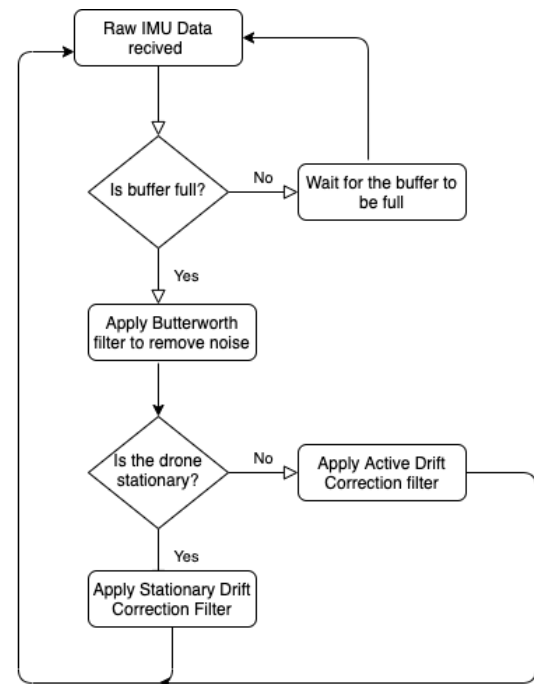 Raw IMU Data
recived
Is buffer full?
No
Wait for the buffer to
be full
Yes
Apply Butterworth
filter to remove noise
Is the drone
stationary?
No
Apply Active Drift
Correction filter
Yes
Apply Stationary Drift
Correction Filter